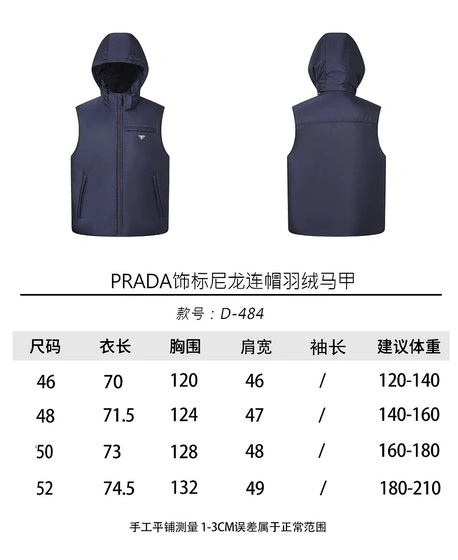 PRADA饰标尼龙连帽羽绒马甲
款号：D-484
尺码 衣长 胸围 肩宽 袖长 建议体重
46 70 120 46 / 120-140
48 71.5 124 47 / 140-160
50 73 128 48 / 160-180
52 74.5 132 49 / 180-210
手工平铺测量 1-3CM误差属于正常范围